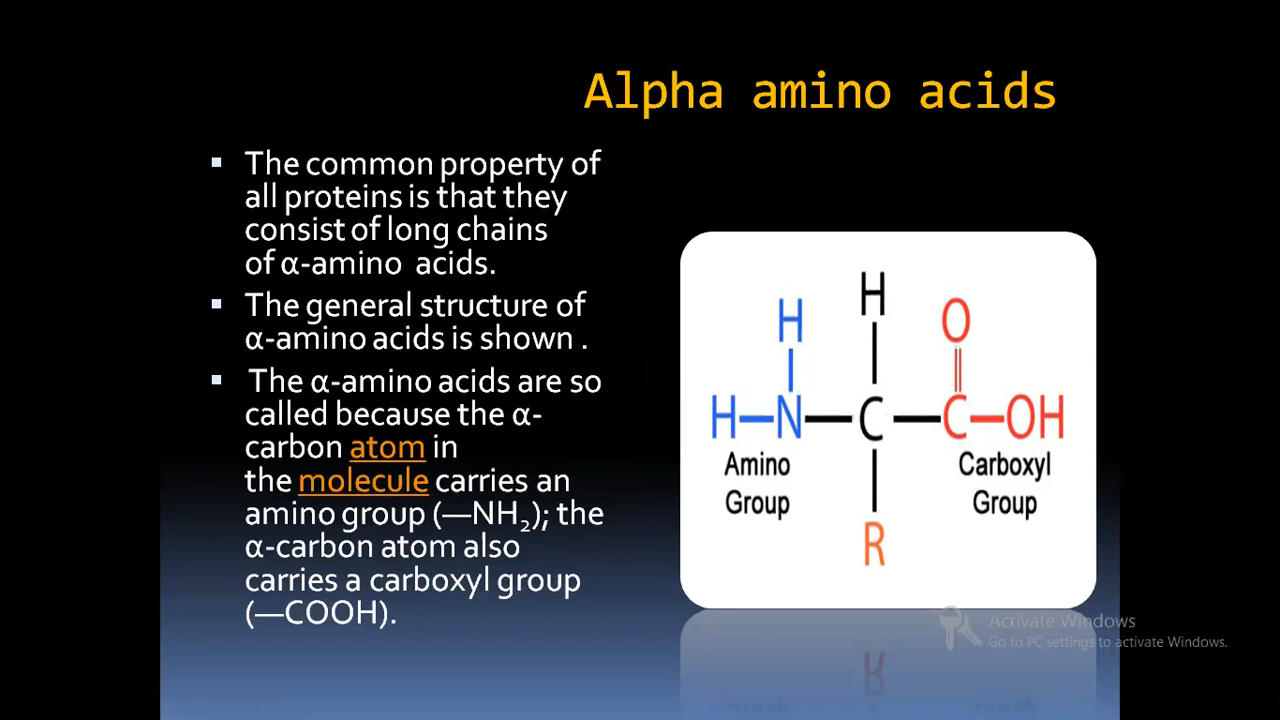 Alpha amino acids
▪ The common property of
all proteins is that they
consist of long chains
of α-amino acids.
▪ The general structure of
α-amino acids is shown .
▪ The α-amino acids are so
called because the α-
carbon atom in
the molecule carries an
amino group (—NH₂); the
α-carbon atom also
carries a carboxyl group
(—COOH).
H
H
O
H—N—C—C—OH
Amino
Group
Carboxyl
Group
R
Activate Windows
Go to PC settings to activate Windows.